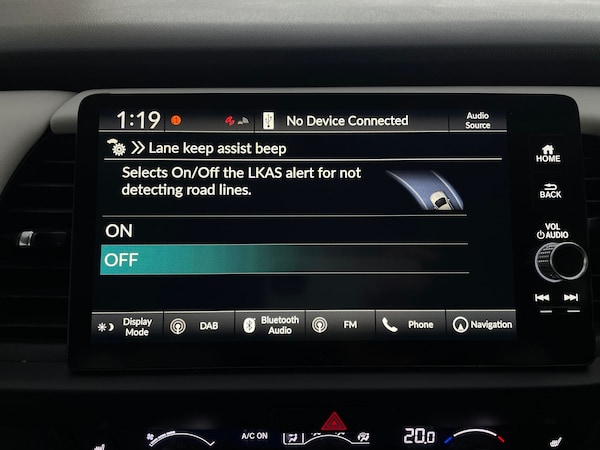 1:19
No Device Connected
Audio
Source
Lane keep assist beep
Selects On/Off the LKAS alert for not
detecting road lines.
ON
OFF
HOME
BACK
VOL
AUDIO
Display
Mode
DAB
Bluetooth
Audio
FM
Phone
Navigation
A/C ON
20.0